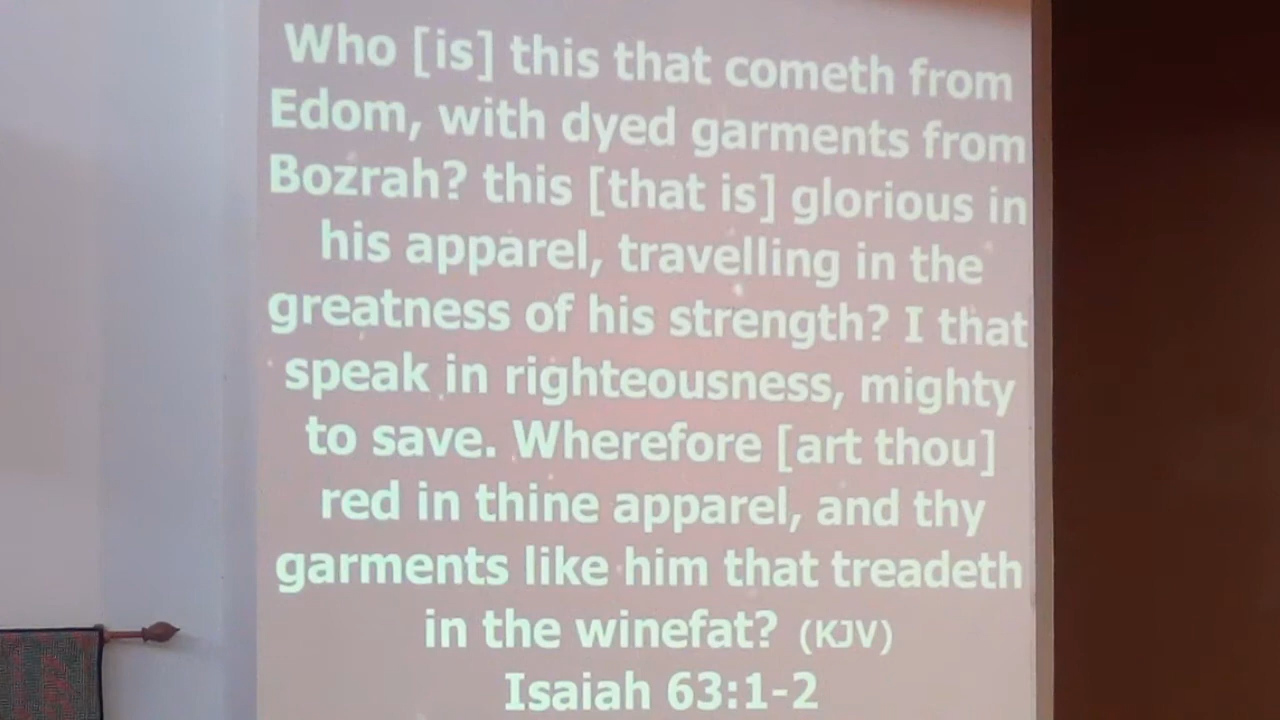 Who [is] this that cometh from
Edom, with dyed garments from
Bozrah? this [that is] glorious in
his apparel, travelling in the
greatness of his strength? I that
speak in righteousness, mighty
to save. Wherefore [art thou]
red in thine apparel, and thy
garments like him that treadeth
in the winefat? (KJV)
Isaiah 63:1-2